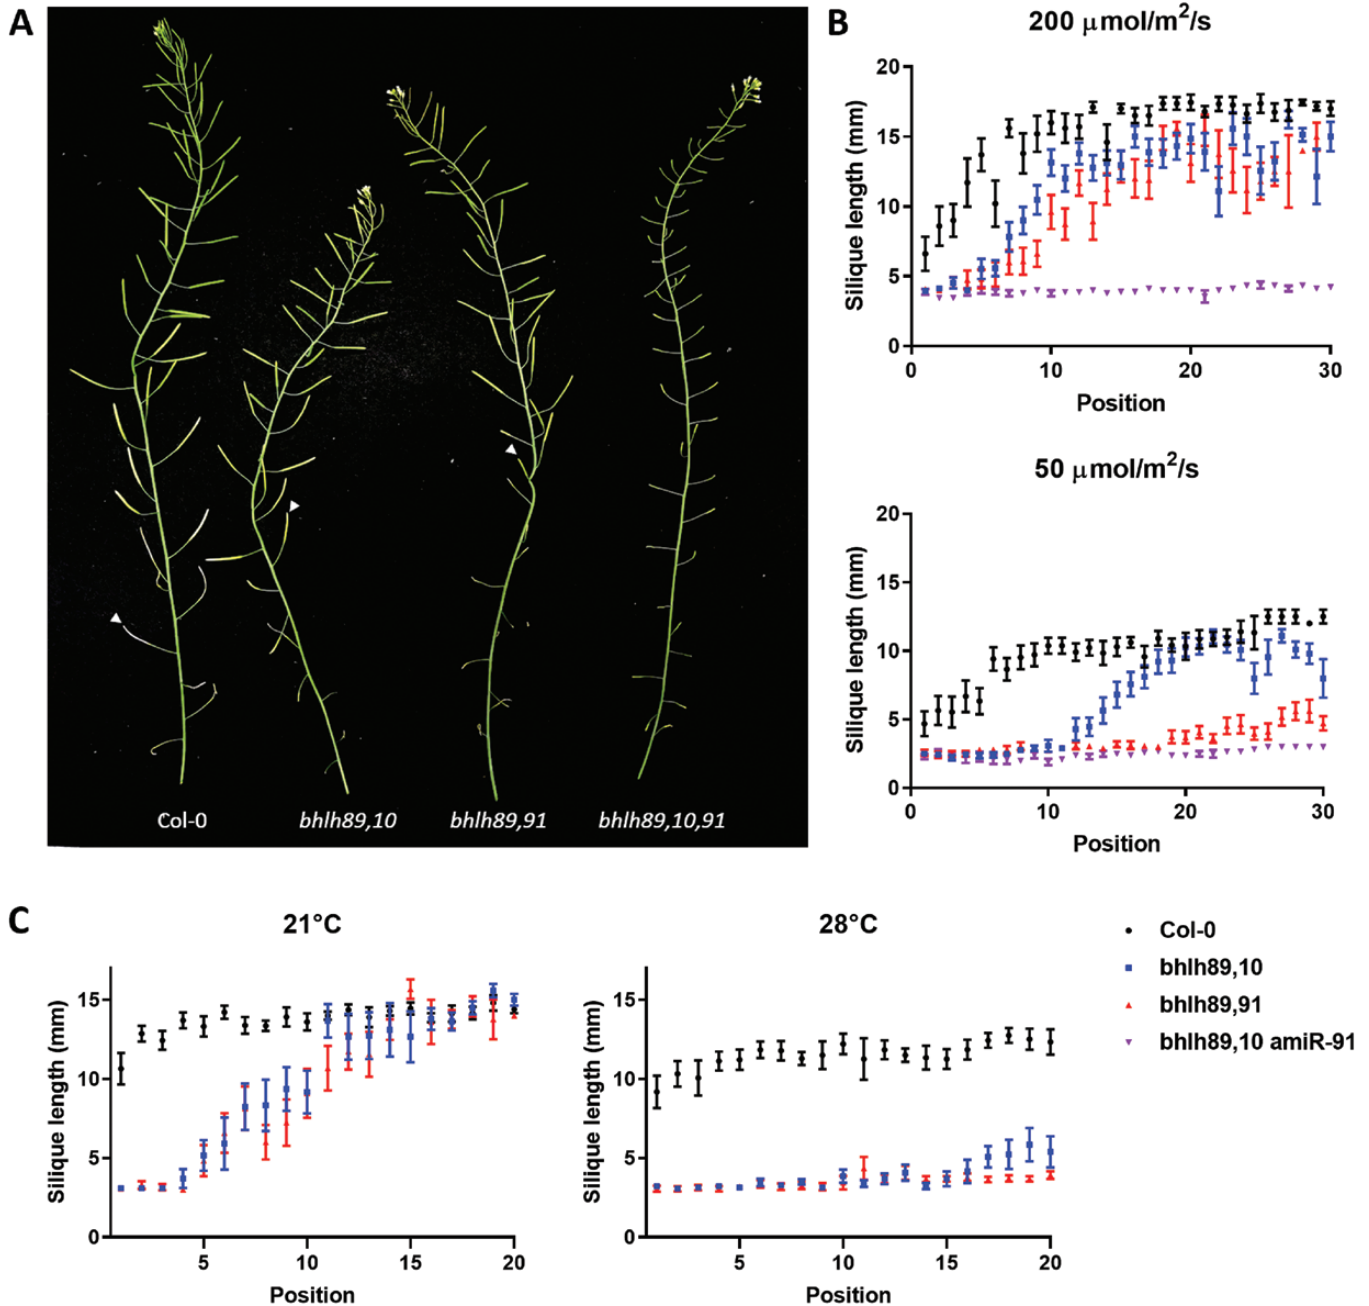 A
Col-0
bhlh89,10
bhlh89,91
bhlh89,10,91
B
200 μmol/m²/s
20
15
10
5
0
Silique length (mm)
0
10
20
30
Position
50 μmol/m²/s
20
15
10
5
0
Silique length (mm)
0
10
20
30
Position
C
21°C
15
10
5
0
Silique length (mm)
5
10
15
20
Position
28°C
15
10
5
0
Silique length (mm)
5
10
15
20
Position
Col-0
bhlh89,10
bhlh89,91
bhlh89,10 amiR-91